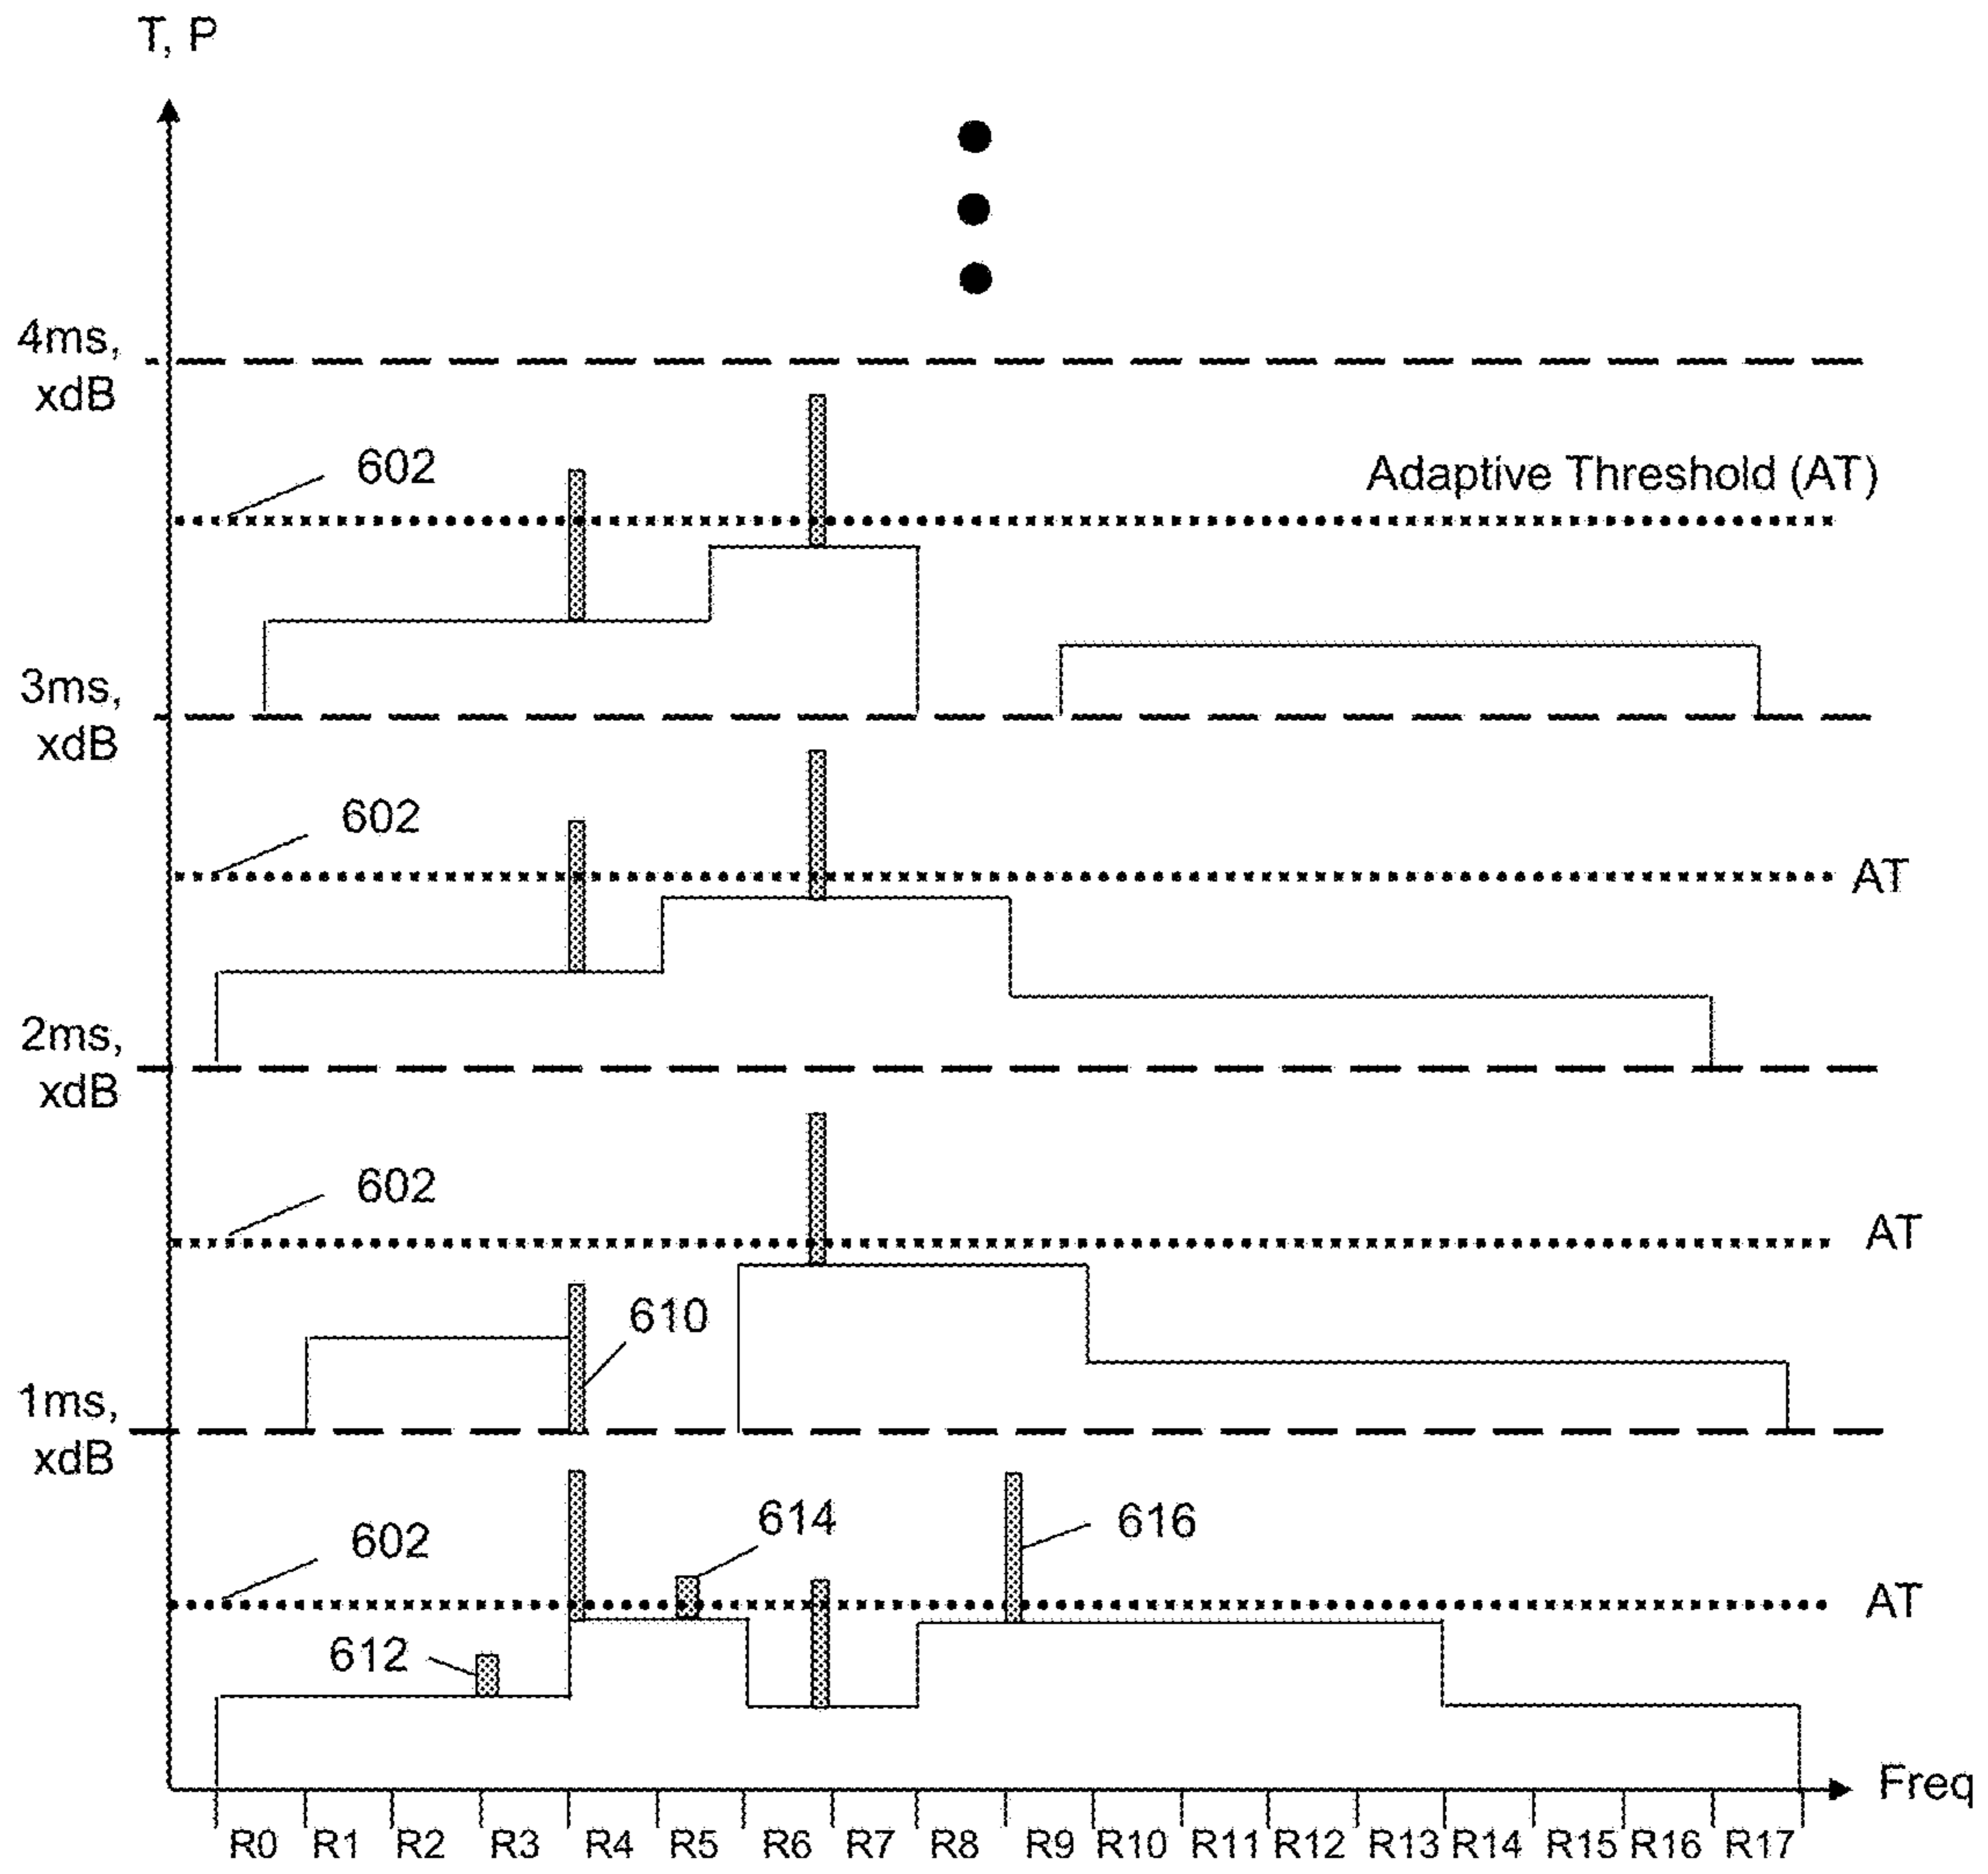 T, P
4ms,
xdB
602
Adaptive Threshold (AT)
3ms,
xdB
602
AT
2ms,
xdB
602
AT
610
1ms,
xdB
614
616
602
AT
612
Freq
R0 R1 R2 R3 R4 R5 R6 R7 R8 R9 R10 R11 R12 R13 R14 R15 R16 R17